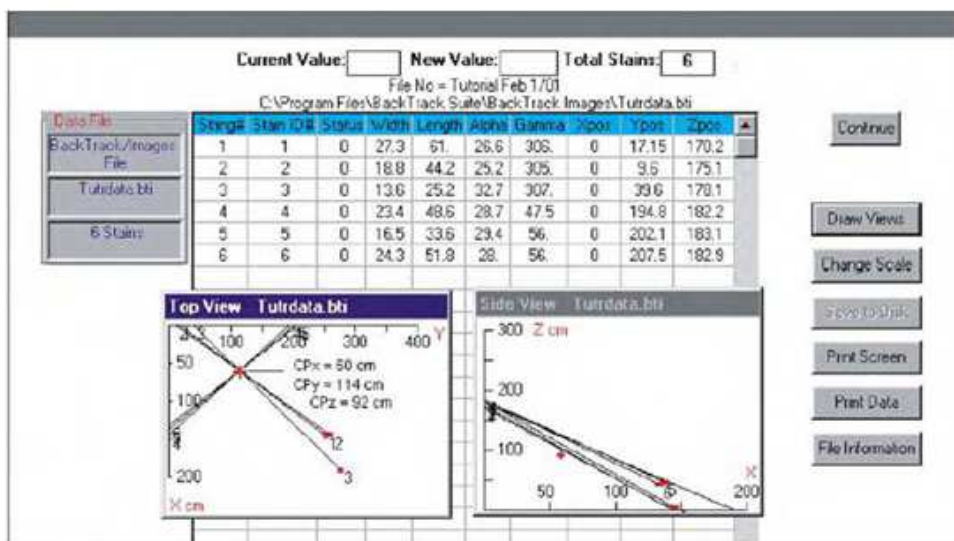 Current Value: New Value: Total Stains: 6
File No = Tutorial Feb 1/01
C:\Program Files\BackTrack Suite\BackTrack Images\Tutrdata.bti
Data File
BackTrack/Images File
Tutrdata.bti
6 Stains
String# Stain ID# Status Width Length Alpha Gamma Xpos Ypos Zpos
1 1 0 27.3 61. 26.6 306. 0 17.15 170.2
2 2 0 18.8 44.2 25.2 305. 0 9.6 175.1
3 3 0 13.6 25.2 32.7 307. 0 39.6 178.1
4 4 0 23.4 48.6 28.7 47.5 0 194.8 182.2
5 5 0 16.5 33.6 29.4 56. 0 202.1 183.1
6 6 0 24.3 51.8 28. 56. 0 207.5 182.9
Continue
Draw Views
Change Scale
Save to Disk
Print Screen
Print Data
File Information
Top View Tutrdata.bti
100 200 300 400 Y
50
100
200
X cm
CPx = 60 cm
CPy = 114 cm
CPz = 92 cm
12
3
Side View Tutrdata.bti
300 Z cm
200
100
50 100 200
X